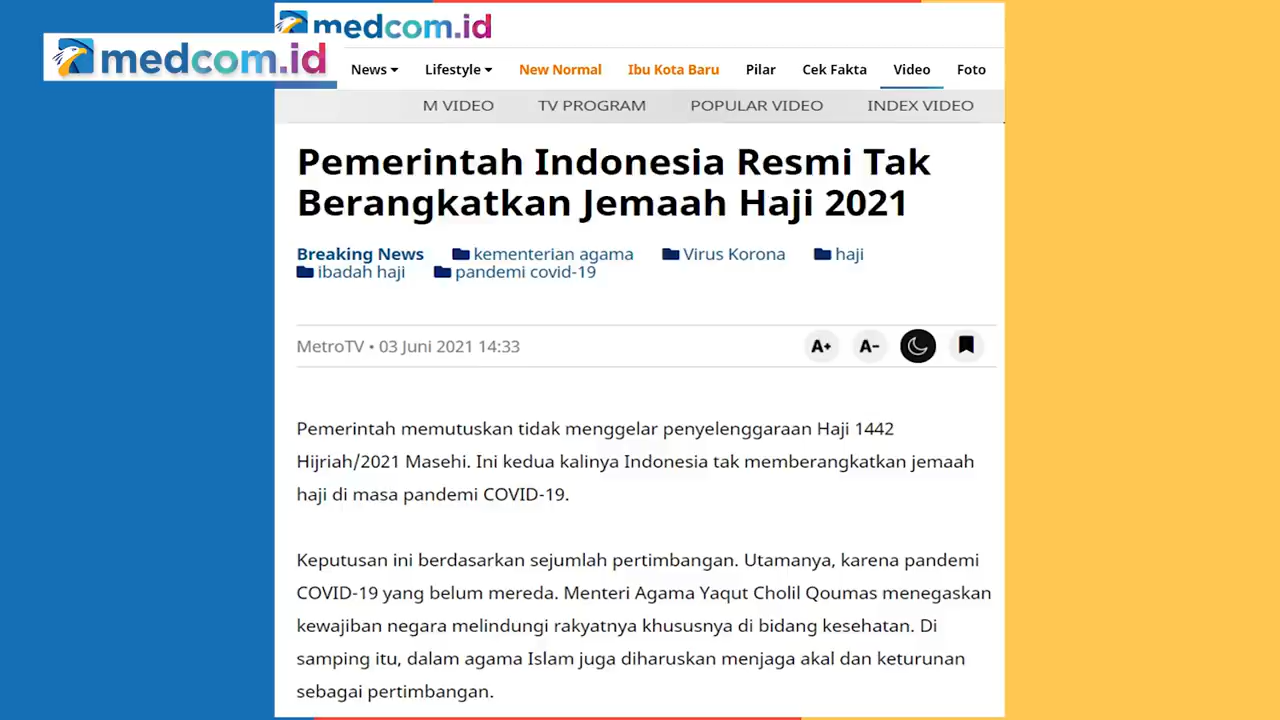 medcom.id
medcom.id
News Lifestyle New Normal Ibu Kota Baru Pilar Cek Fakta Video Foto
M VIDEO TV PROGRAM POPULAR VIDEO INDEX VIDEO
Pemerintah Indonesia Resmi Tak
Berangkatkan Jemaah Haji 2021
Breaking News kementerian agama Virus Korona haji
ibadah haji pandemi covid-19
MetroTV • 03 Juni 2021 14:33 A+ A-
Pemerintah memutuskan tidak menggelar penyelenggaraan Haji 1442
Hijriah/2021 Masehi. Ini kedua kalinya Indonesia tak memberangkatkan jemaah
haji di masa pandemi COVID-19.
Keputusan ini berdasarkan sejumlah pertimbangan. Utamanya, karena pandemi
COVID-19 yang belum mereda. Menteri Agama Yaqut Cholil Qoumas menegaskan
kewajiban negara melindungi rakyatnya khususnya di bidang kesehatan. Di
samping itu, dalam agama Islam juga diharuskan menjaga akal dan keturunan
sebagai pertimbangan.